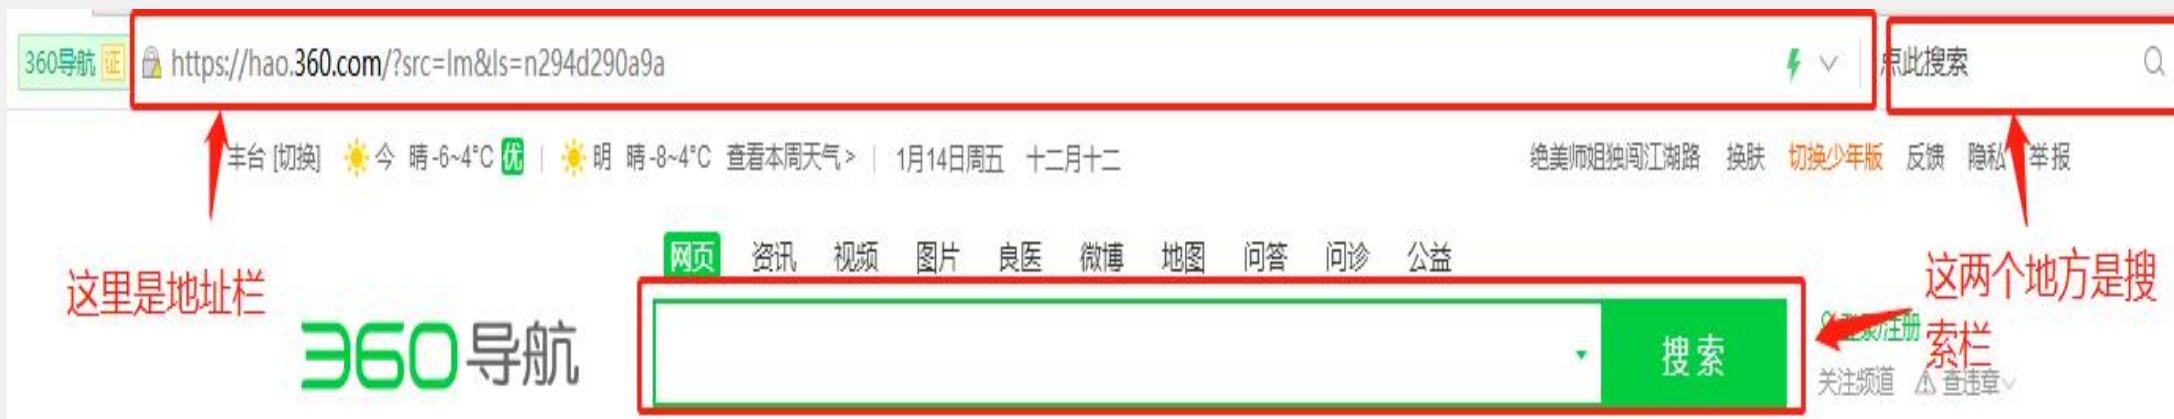 360导航 证 https://hao.360.com/?src=lm&ls=n294d290a9a 点此搜索
丰台 [切换] 今 晴 -6~4°C 优 | 明 晴 -8~4°C 查看本周天气 > | 1月14日周五 十二月十二 绝美师姐独闯江湖路 换肤 切换少年版 反馈 隐私 举报
网页 资讯 视频 图片 良医 微博 地图 问答 问诊 公益
这里是地址栏
这两个地方是搜
索栏
360导航 搜索
注册
关注频道 查违章